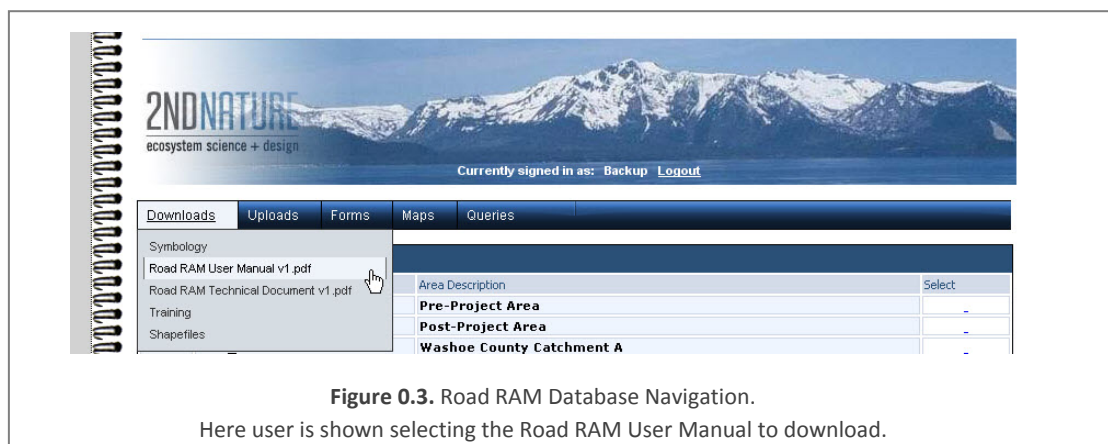 2NDNATURE
ecosystem science + design
Currently signed in as: Backup Logout
Downloads Uploads Forms Maps Queries
Symbology
Road RAM User Manual v1.pdf
Road RAM Technical Document v1.pdf
Training
Shapefiles
Area Description Select
Pre-Project Area
Post-Project Area
Washoe County Catchment A
Figure 0.3. Road RAM Database Navigation.
Here user is shown selecting the Road RAM User Manual to download.